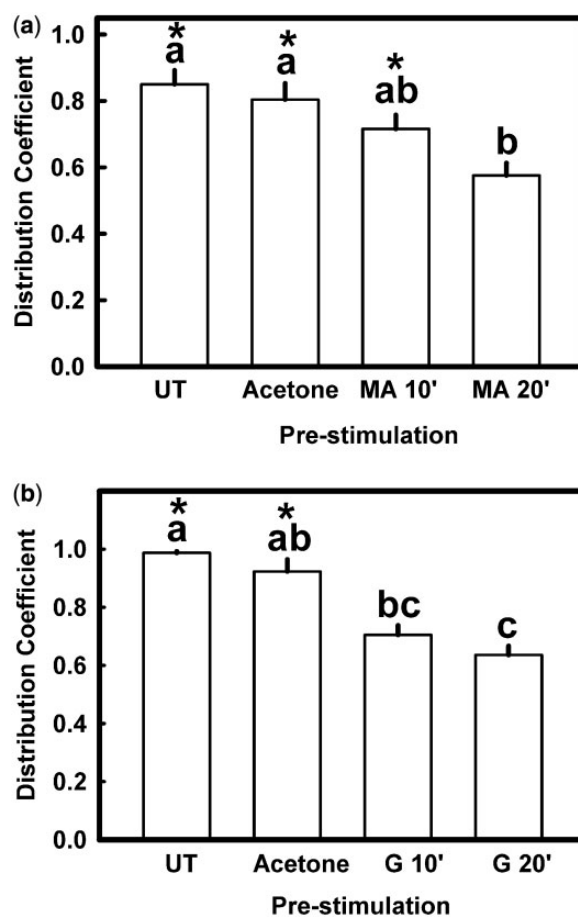 (a)
1.0
0.8
0.6
0.4
0.2
0.0
Distribution Coefficient
* * *
a a ab b
UT Acetone MA 10' MA 20'
Pre-stimulation
(b)
1.0
0.8
0.6
0.4
0.2
0.0
Distribution Coefficient
* *
a ab bc c
UT Acetone G 10' G 20'
Pre-stimulation